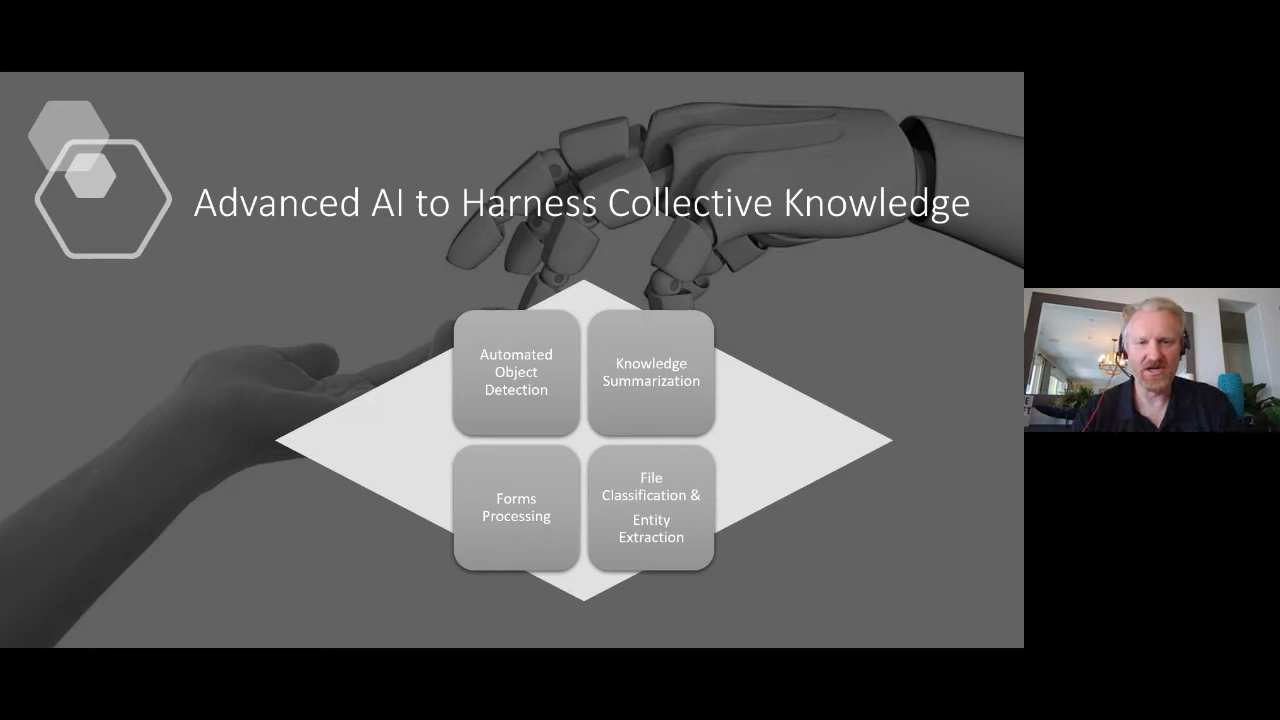 Advanced AI to Harness Collective Knowledge
Automated
Object
Detection
Knowledge
Summarization
Forms
Processing
File
Classification &
Entity
Extraction